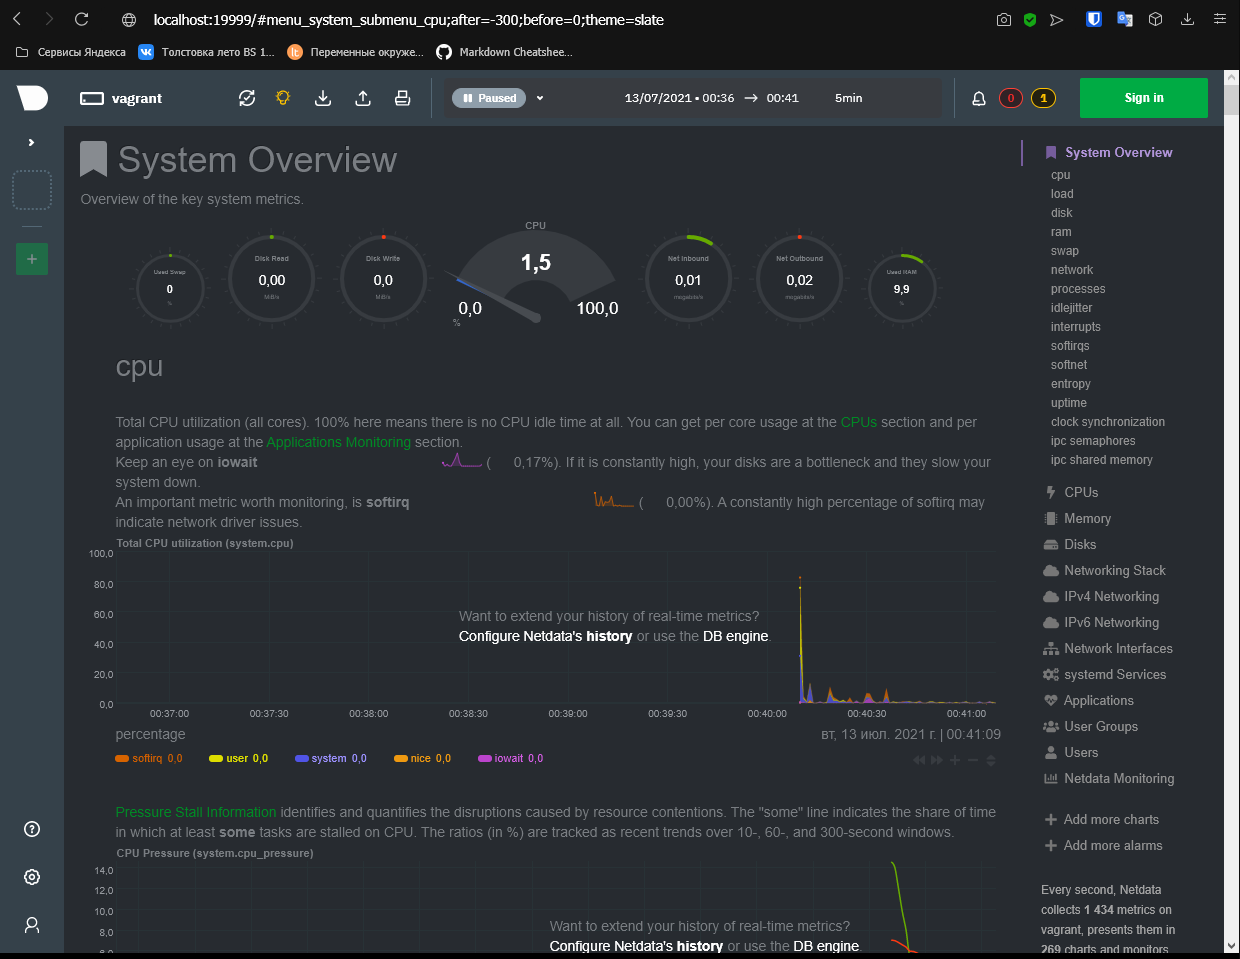 localhost:19999/#menu_system_submenu_cpu;after=-300;before=0;theme=slate
Сервисы Яндекса
Толстовка лето BS 1...
Переменные окруже...
Markdown Cheatshee...
vagrant
Paused
13/07/2021 • 00:36 → 00:41
5min
0
1
Sign in
System Overview
Overview of the key system metrics.
Used Swap
0
%
Disk Read
0,00
MiB/s
Disk Write
0,0
MiB/s
CPU
1,5
0,0
100,0
%
Net Inbound
0,01
megabits/s
Net Outbound
0,02
megabits/s
Used RAM
9,9
%
cpu
Total CPU utilization (all cores). 100% here means there is no CPU idle time at all. You can get per core usage at the CPUs section and per
application usage at the Applications Monitoring section.
Keep an eye on iowait ( 0,17%). If it is constantly high, your disks are a bottleneck and they slow your
system down.
An important metric worth monitoring, is softirq ( 0,00%). A constantly high percentage of softirq may
indicate network driver issues.
Total CPU utilization (system.cpu)
100,0
80,0
60,0
40,0
20,0
0,0
Want to extend your history of real-time metrics?
Configure Netdata's history or use the DB engine.
00:37:00
00:37:30
00:38:00
00:38:30
00:39:00
00:39:30
00:40:00
00:40:30
00:41:00
percentage
вт, 13 июл. 2021 г. | 00:41:09
softirq 0,0
user 0,0
system 0,0
nice 0,0
iowait 0,0
Pressure Stall Information identifies and quantifies the disruptions caused by resource contentions. The "some" line indicates the share of time
in which at least some tasks are stalled on CPU. The ratios (in %) are tracked as recent trends over 10-, 60-, and 300-second windows.
CPU Pressure (system.cpu_pressure)
14,0
12,0
10,0
8,0
6,0
Want to extend your history of real-time metrics?
Configure Netdata's history or use the DB engine.
System Overview
cpu
load
disk
ram
swap
network
processes
idlejitter
interrupts
softirqs
softnet
entropy
uptime
clock synchronization
ipc semaphores
ipc shared memory
CPUs
Memory
Disks
Networking Stack
IPv4 Networking
IPv6 Networking
Network Interfaces
systemd Services
Applications
User Groups
Users
Netdata Monitoring
Add more charts
Add more alarms
Every second, Netdata
collects 1 434 metrics on
vagrant, presents them in
269 charts and monitors